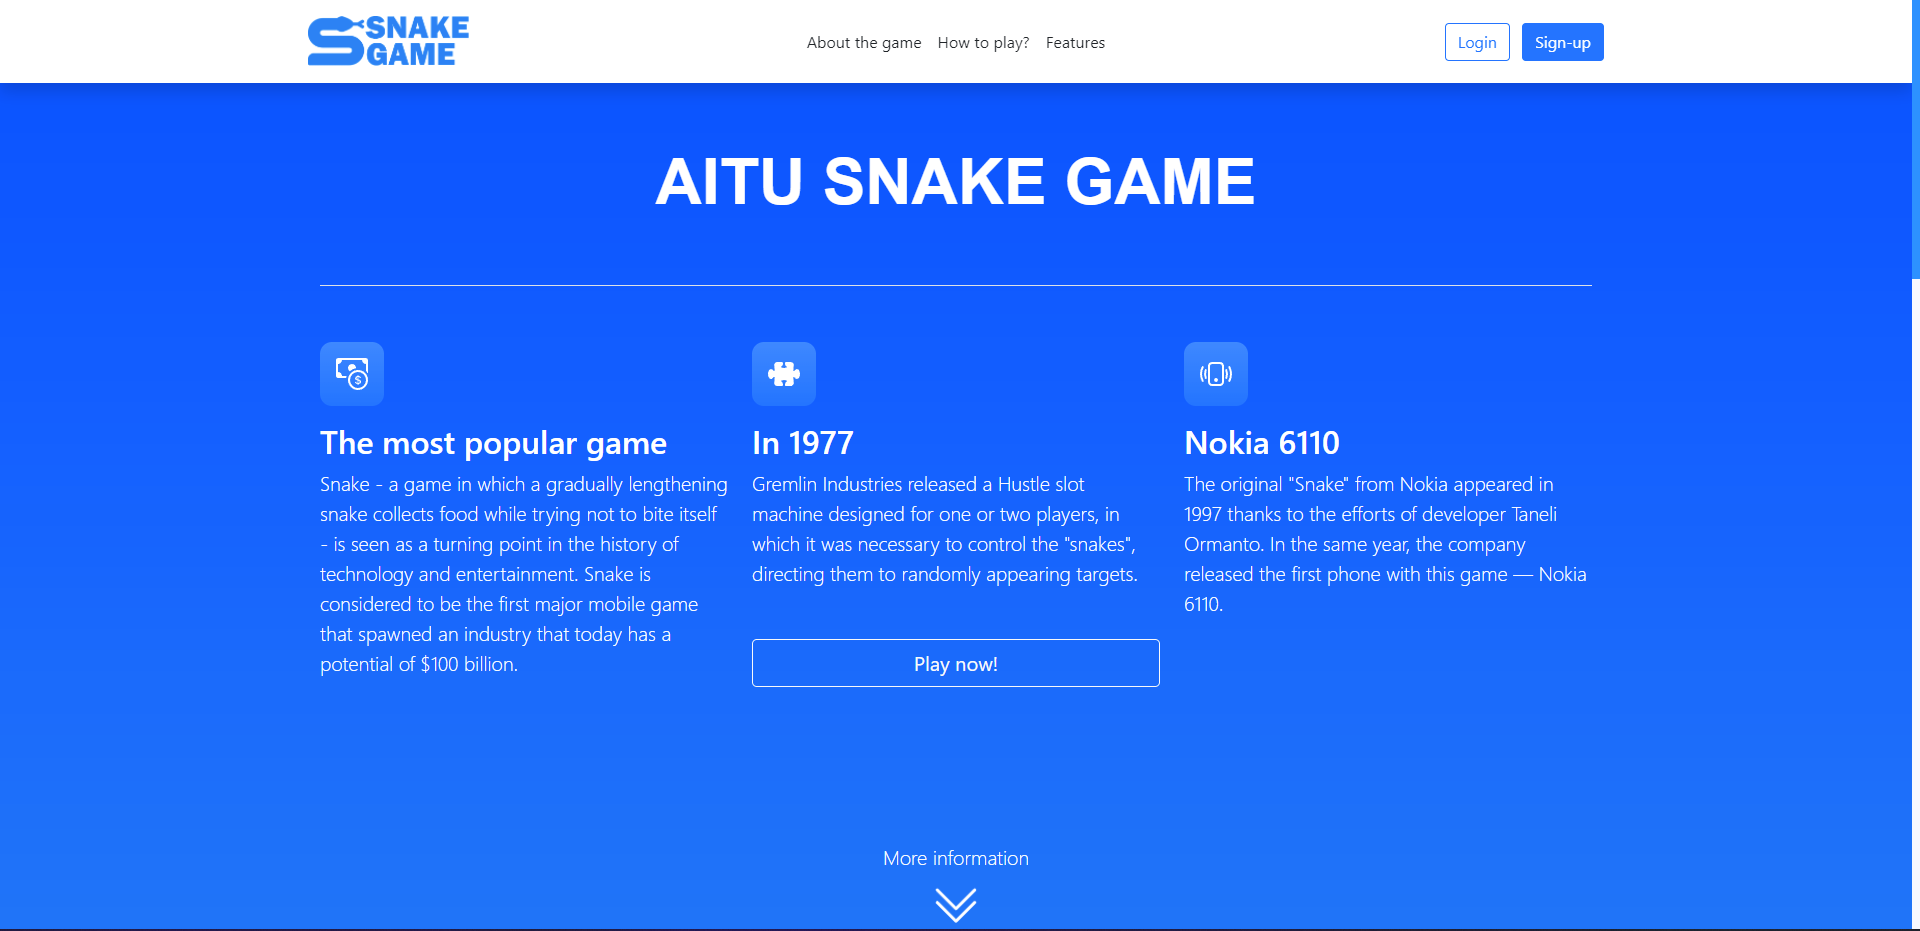 SNAKE
GAME
About the game How to play? Features
Login Sign-up
AITU SNAKE GAME
$
The most popular game
Snake - a game in which a gradually lengthening
snake collects food while trying not to bite itself
- is seen as a turning point in the history of
technology and entertainment. Snake is
considered to be the first major mobile game
that spawned an industry that today has a
potential of $100 billion.
In 1977
Gremlin Industries released a Hustle slot
machine designed for one or two players, in
which it was necessary to control the "snakes",
directing them to randomly appearing targets.
Play now!
Nokia 6110
The original "Snake" from Nokia appeared in
1997 thanks to the efforts of developer Taneli
Ormanto. In the same year, the company
released the first phone with this game — Nokia
6110.
More information